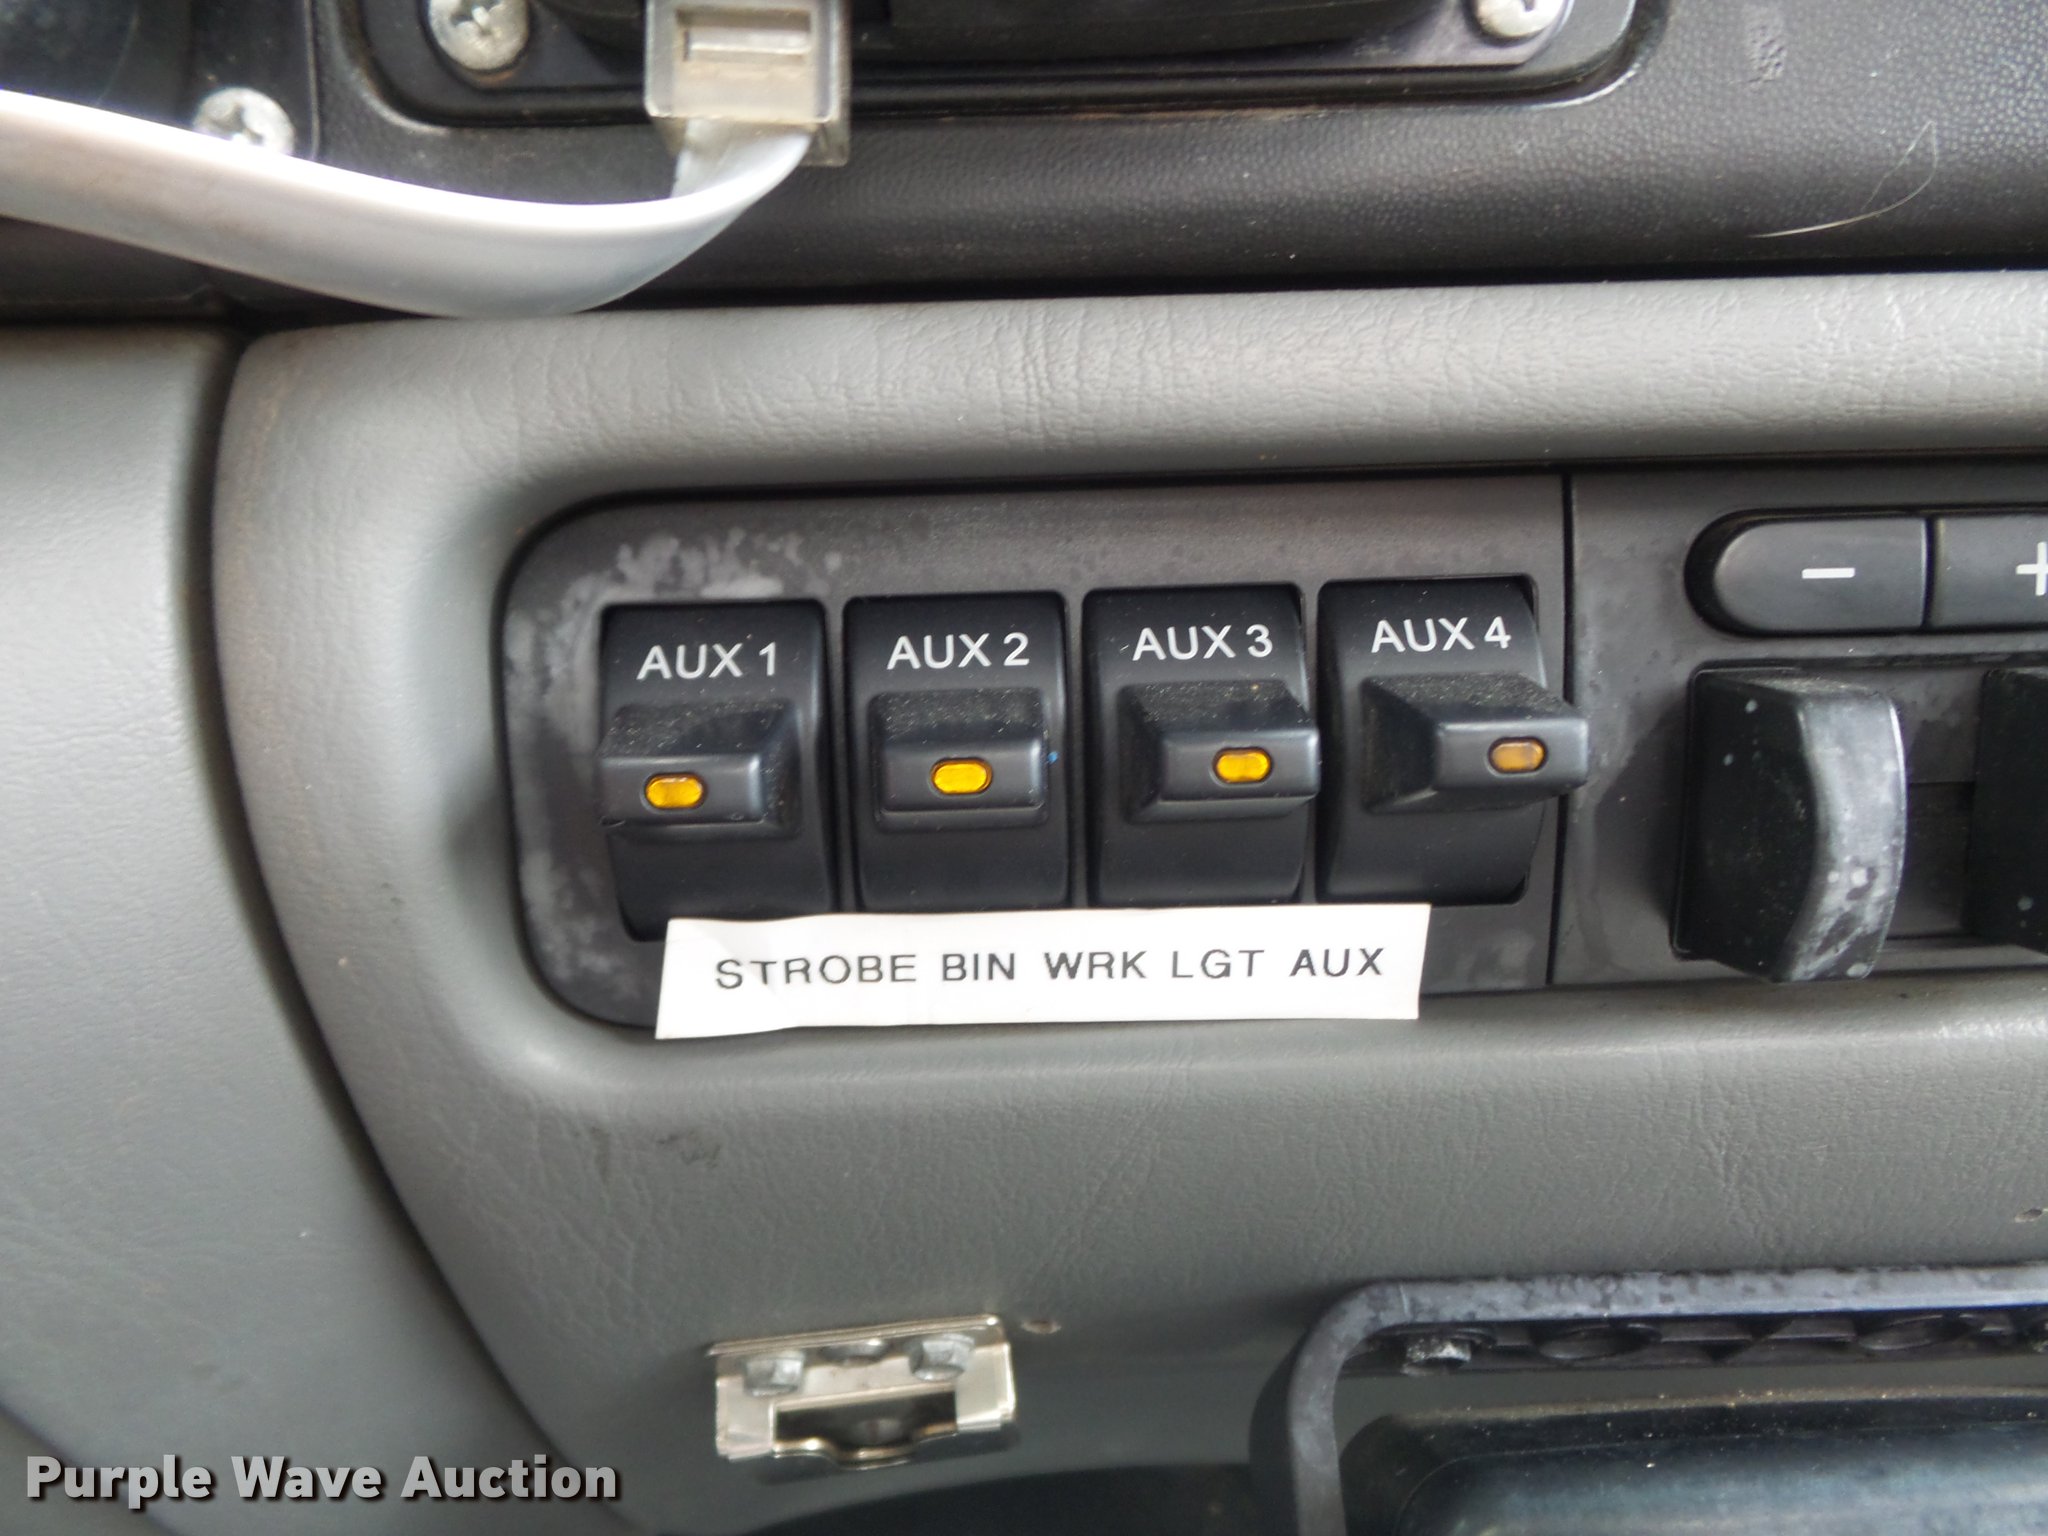 − +
AUX 1 AUX 2 AUX 3 AUX 4
STROBE BIN WRK LGT AUX
Purple Wave Auction